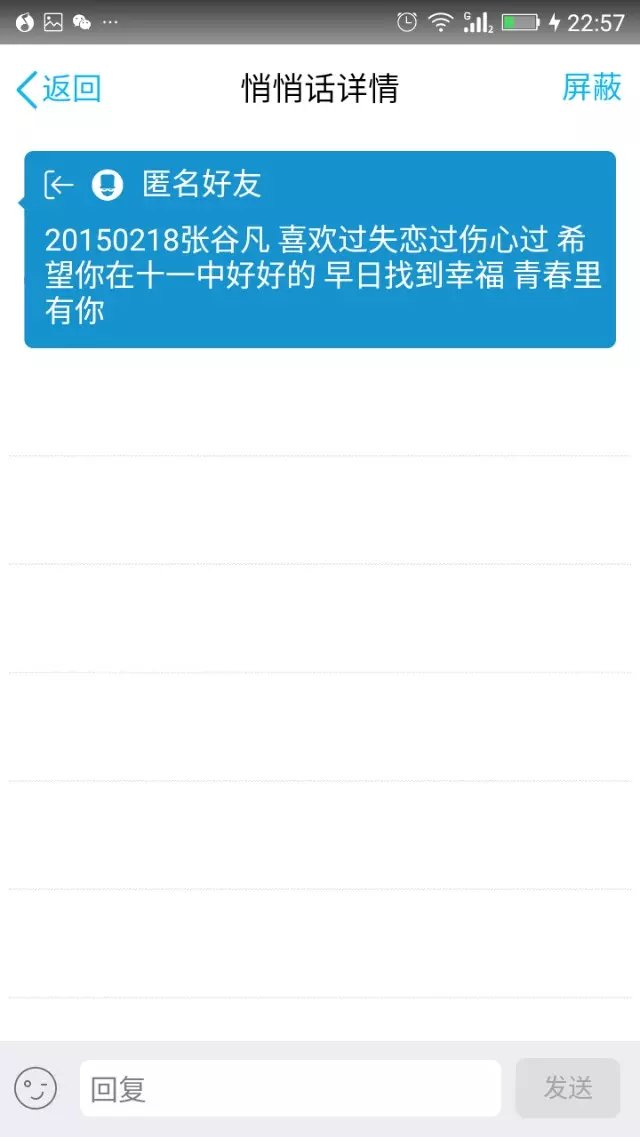 22:57
返回
悄悄话详情
屏蔽
匿名好友
20150218张谷凡 喜欢过失恋过伤心过 希
望你在十一中好好的 早日找到幸福 青春里
有你
回复
发送